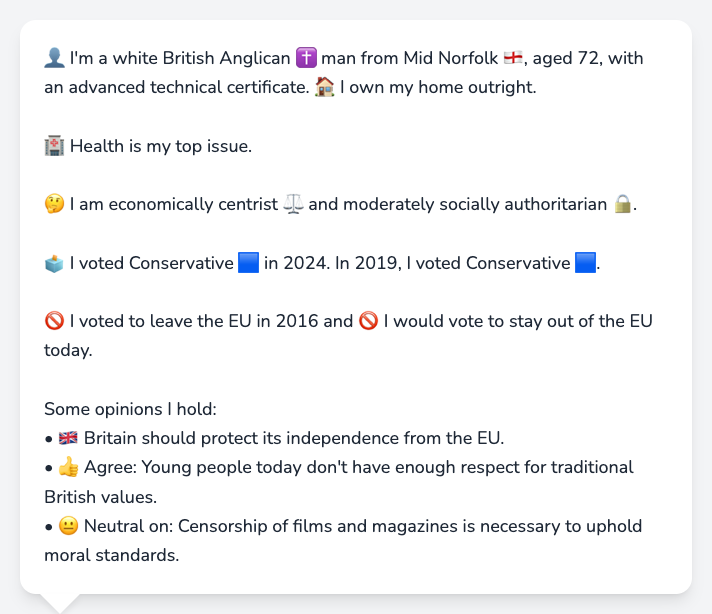 👤 I'm a white British Anglican ✝️ man from Mid Norfolk 🏴󠁧󠁢󠁥󠁮󠁧󠁿, aged 72, with
an advanced technical certificate. 🏠 I own my home outright.
🏥 Health is my top issue.
🤔 I am economically centrist ⚖️ and moderately socially authoritarian 🔒.
🗳️ I voted Conservative 🟦 in 2024. In 2019, I voted Conservative 🟦.
🚫 I voted to leave the EU in 2016 and 🚫 I would vote to stay out of the EU
today.
Some opinions I hold:
• 🇬🇧 Britain should protect its independence from the EU.
• 👍 Agree: Young people today don't have enough respect for traditional
British values.
• 😐 Neutral on: Censorship of films and magazines is necessary to uphold
moral standards.